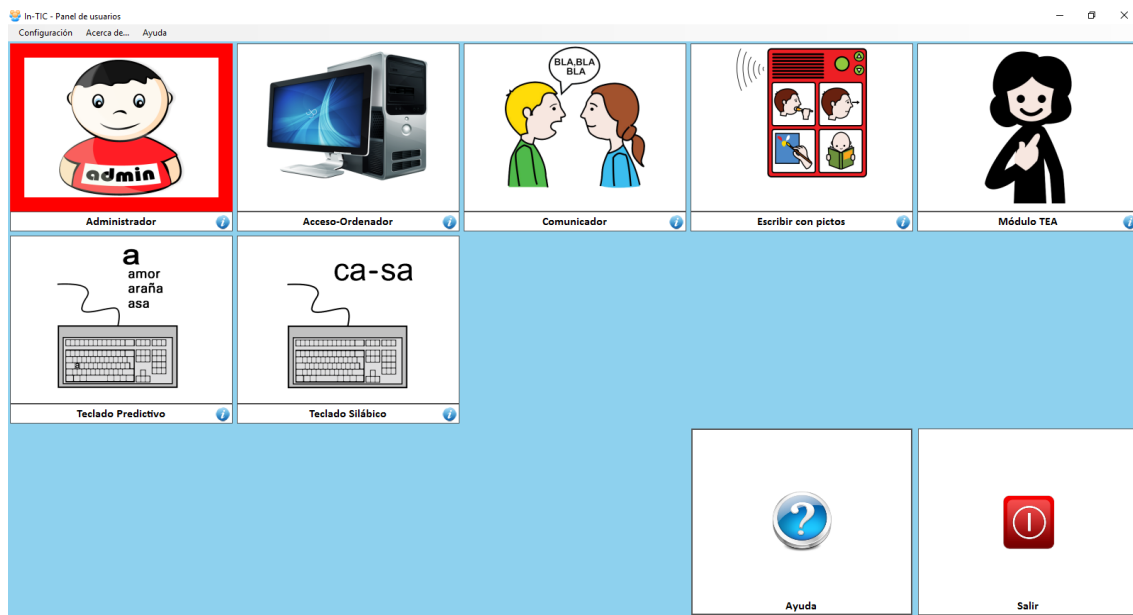 In-TIC - Panel de usuarios
Configuración Acerca de... Ayuda
BLA,BLA
BLA
admin
Administrador
Acceso-Ordenador
Comunicador
Escribir con pictos
Módulo TEA
a
amor
araña
asa
a
ca-sa
Teclado Predictivo
Teclado Silábico
Ayuda
Salir